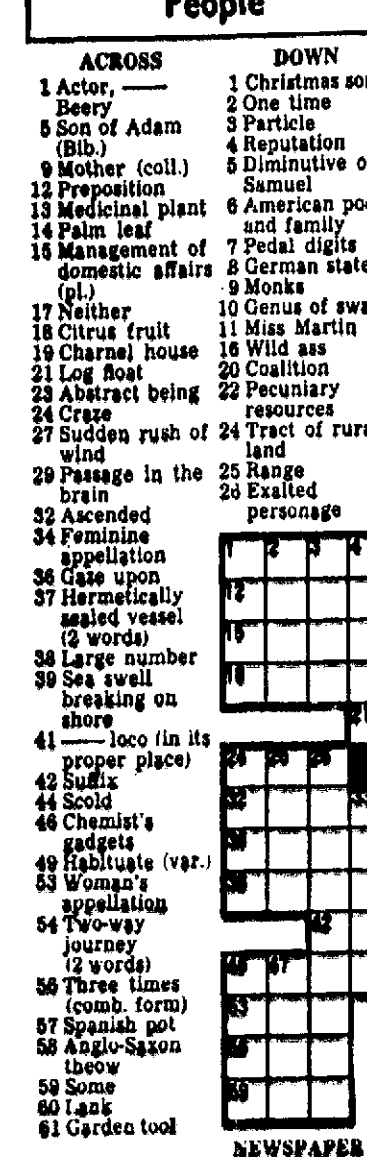 People
ACROSS
1 Actor, ——
Beery
5 Son of Adam
(Bib.)
9 Mother (coll.)
12 Preposition
13 Medicinal plant
14 Palm leaf
15 Management of
domestic affairs
(pl.)
17 Neither
18 Citrus fruit
19 Charnel house
21 Log float
23 Abstract being
24 Craze
27 Sudden rush of
wind
29 Passage in the
brain
32 Ascended
34 Feminine
appellation
36 Gaze upon
37 Hermetically
sealed vessel
(2 words)
38 Large number
39 Sea swell
breaking on
shore
41 —— loco (in its
proper place)
42 Suffix
44 Scold
46 Chemist's
gadgets
49 Habituate (var.)
53 Woman's
appellation
54 Two-way
journey
(2 words)
56 Three times
(comb. form)
57 Spanish pot
58 Anglo-Saxon
theow
59 Some
60 Lank
61 Garden tool
DOWN
1 Christmas
2 One time
3 Particle
4 Reputation
5 Diminutive
Samuel
6 American
and family
7 Pedal digits
8 German state
9 Monks
10 Genus of
11 Miss Martin
16 Wild ass
20 Coalition
22 Pecuniary
resources
24 Tract of
land
25 Range
26 Exalted
personage
1 2 3 4
12
15
18
24 25 26
32
36
38
42
46 47
53
56
59
NEWSPAPER